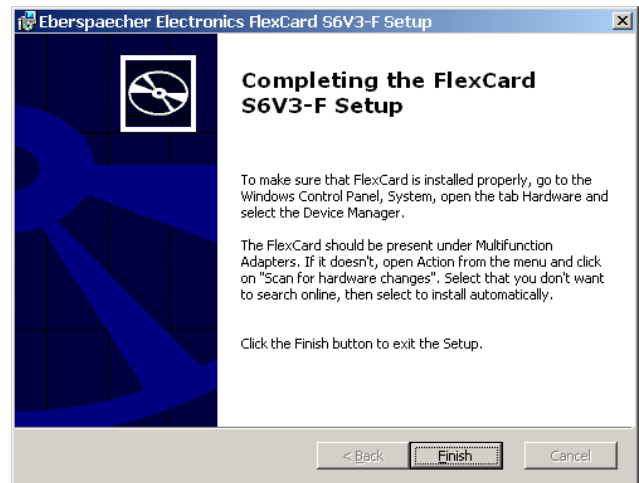 Eberspaecher Electronics FlexCard S6V3-F Setup
Completing the FlexCard
S6V3-F Setup
To make sure that FlexCard is installed properly, go to the
Windows Control Panel, System, open the tab Hardware and
select the Device Manager.
The FlexCard should be present under Multifunction
Adapters. If it doesn't, open Action from the menu and click
on "Scan for hardware changes". Select that you don't want
to search online, then select to install automatically.
Click the Finish button to exit the Setup.
< Back
Finish
Cancel